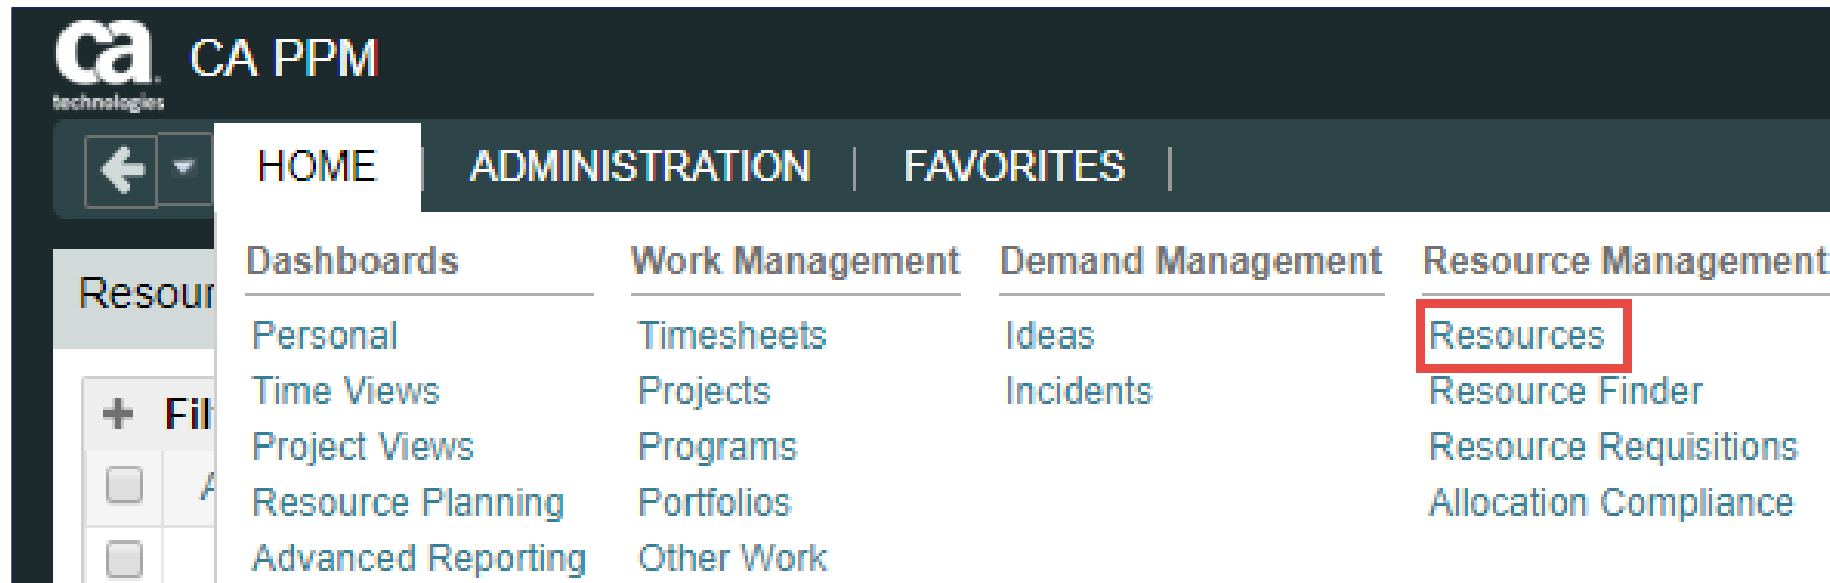 ca
technologies
CA PPM
HOME | ADMINISTRATION | FAVORITES |
Resour
+ Fil
A
Dashboards
Personal
Time Views
Project Views
Resource Planning
Advanced Reporting
Work Management
Timesheets
Projects
Programs
Portfolios
Other Work
Demand Management
Ideas
Incidents
Resource Management
Resources
Resource Finder
Resource Requisitions
Allocation Compliance